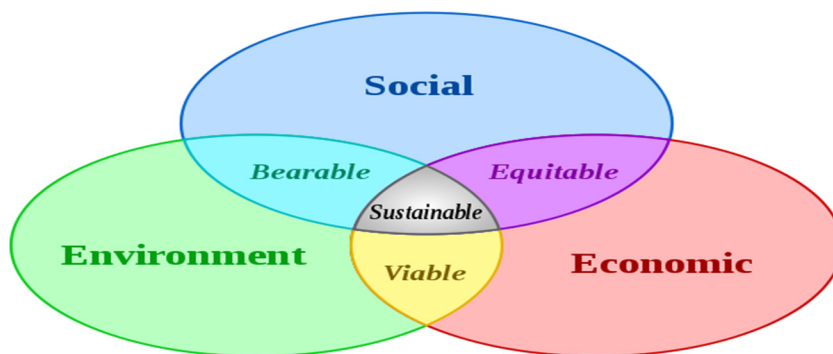 Social
Bearable
Equitable
Sustainable
Environment
Economic
Viable